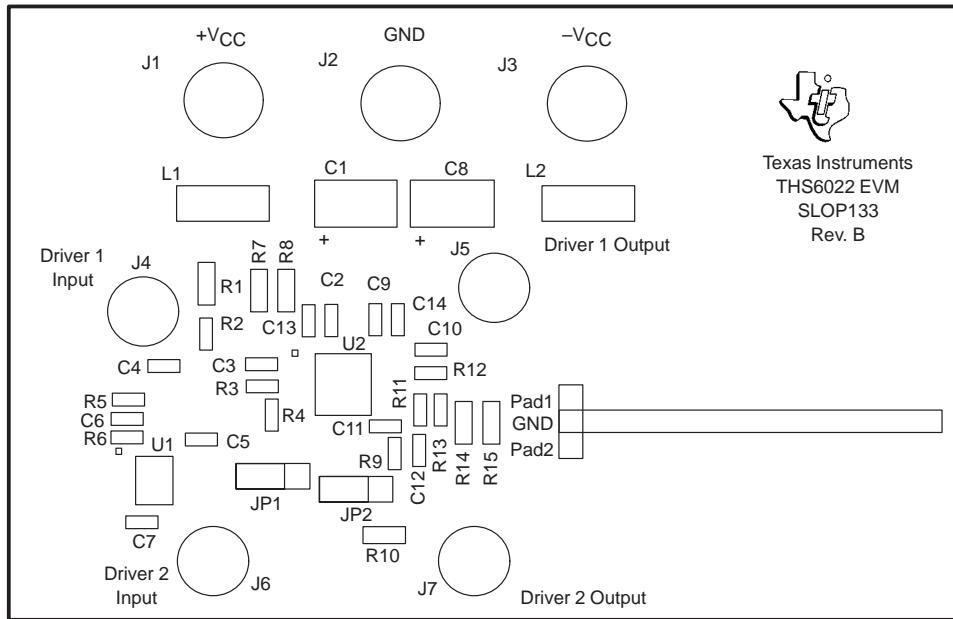 +VCC
GND
–VCC
J1
J2
J3
Texas Instruments
THS6022 EVM
SLOP133
Rev. B
L1
C1
C8
L2
+
+
Driver 1 Output
Driver 1
Input
J4
R7
R8
J5
R1
C2
C9
C14
R2
C13
C10
U2
C4
C3
R12
R3
R5
R4
R11
Pad1
C6
GND
R6
U1
C5
C11
R13
R14
R15
Pad2
R9
C12
JP1
JP2
C7
R10
Driver 2
Input
J6
J7
Driver 2 Output